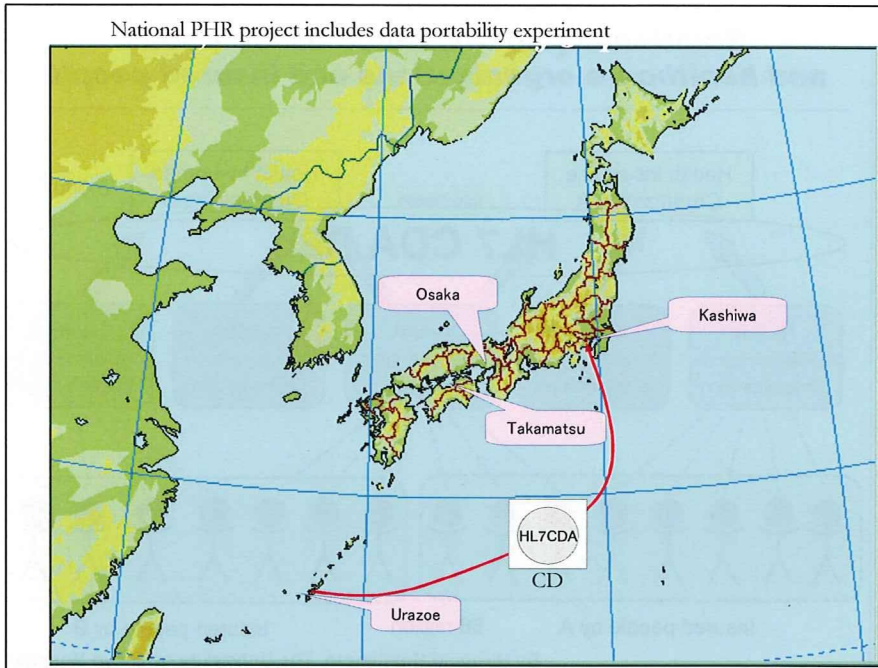 National PHR project includes data portability experiment
Osaka
Kashiwa
Takamatsu
HL7CDA
CD
Urazoe